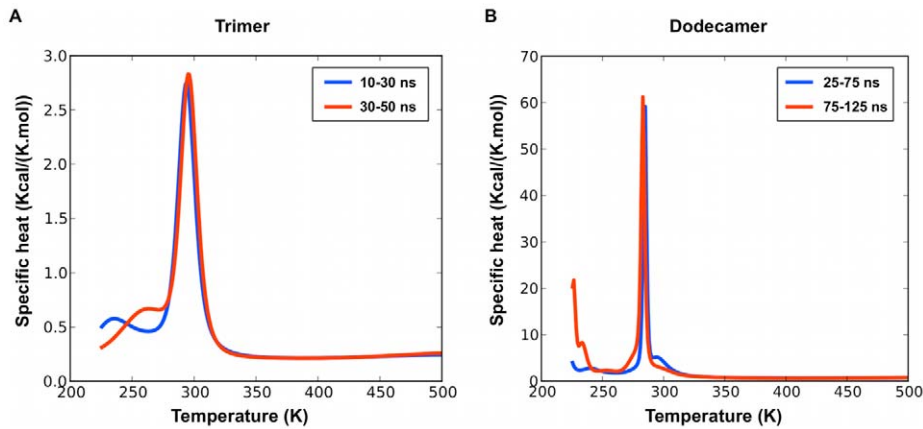 A
Trimer
Specific heat (Kcal/(K.mol))
3.0
2.5
2.0
1.5
1.0
0.5
0.0
200
250
300
350
400
450
500
Temperature (K)
10-30 ns
30-50 ns
B
Dodecamer
Specific heat (Kcal/(K.mol))
70
60
50
40
30
20
10
0
200
250
300
350
400
450
500
Temperature (K)
25-75 ns
75-125 ns